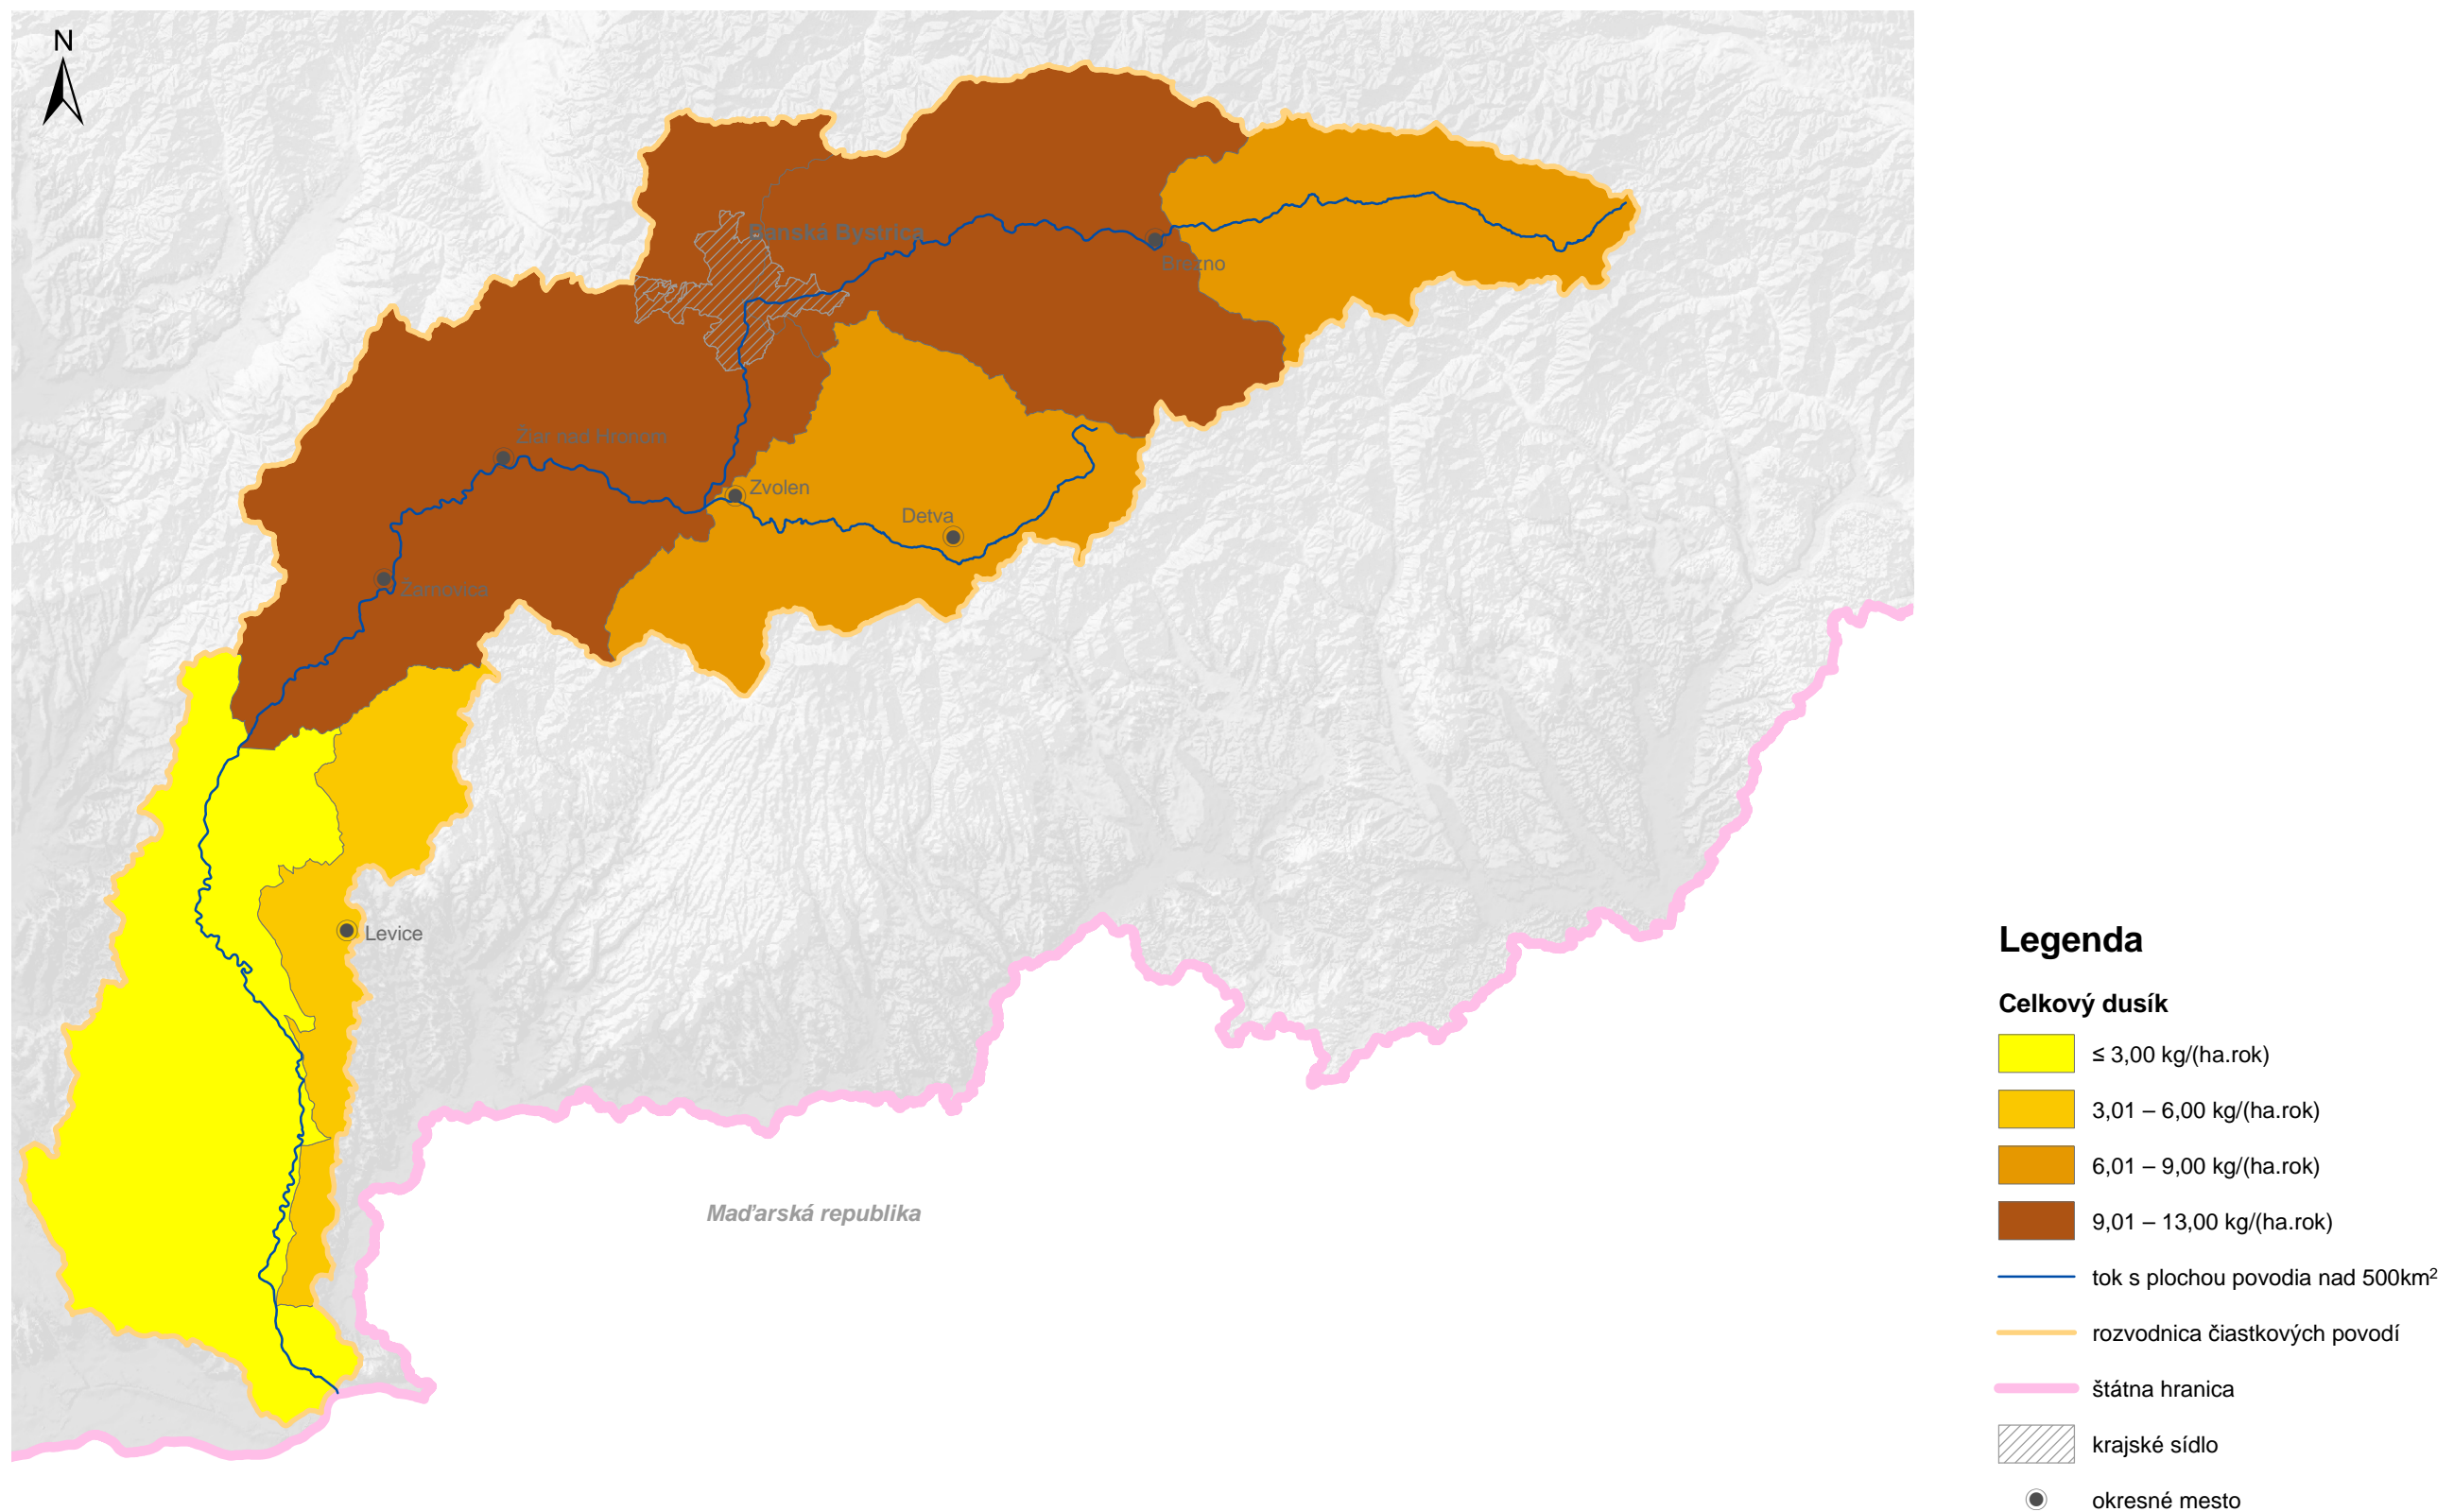 N
Banská Bystrica
Brezno
Žiar nad Hronom
Zvolen
Detva
Žarnovica
Levice
Maďarská republika
Legenda
Celkový dusík
≤ 3,00 kg/(ha.rok)
3,01 – 6,00 kg/(ha.rok)
6,01 – 9,00 kg/(ha.rok)
9,01 – 13,00 kg/(ha.rok)
tok s plochou povodia nad 500km²
rozvodnica čiastkových povodí
štátna hranica
krajské sídlo
okresné mesto